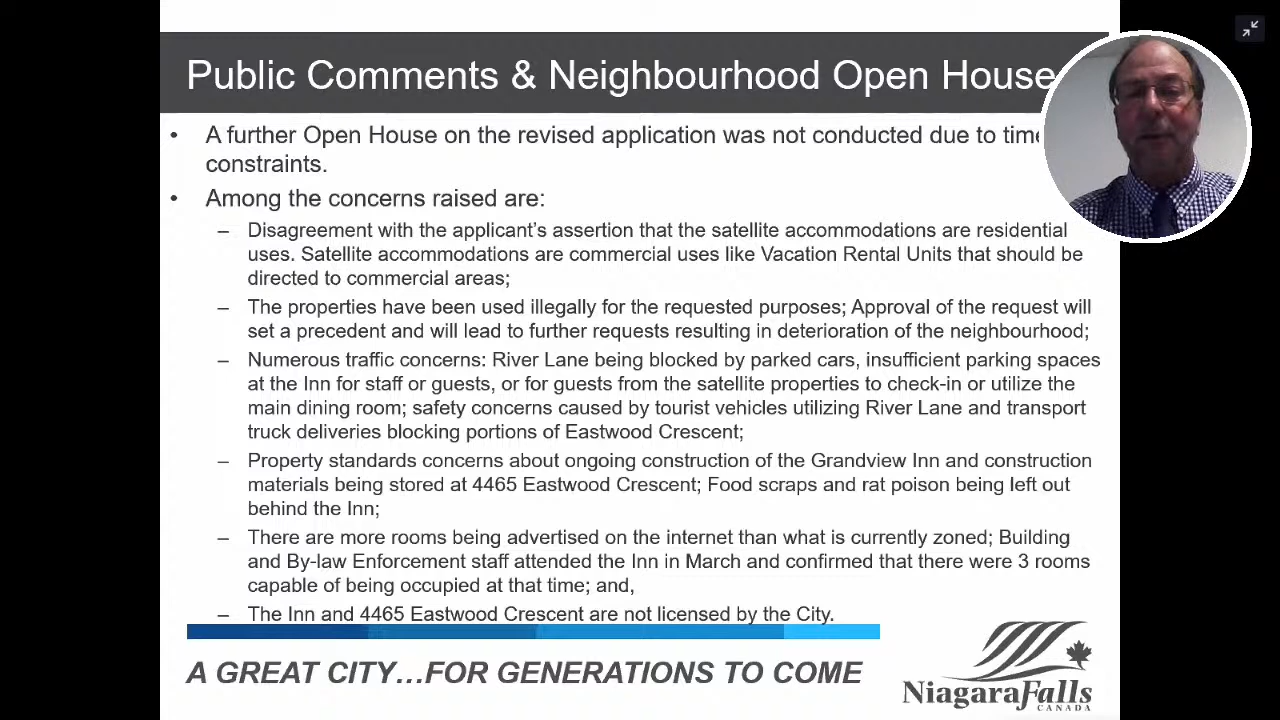 Public Comments & Neighbourhood Open House
• A further Open House on the revised application was not conducted due to time
constraints.
• Among the concerns raised are:
– Disagreement with the applicant's assertion that the satellite accommodations are residential
uses. Satellite accommodations are commercial uses like Vacation Rental Units that should be
directed to commercial areas;
– The properties have been used illegally for the requested purposes; Approval of the request will
set a precedent and will lead to further requests resulting in deterioration of the neighbourhood;
– Numerous traffic concerns: River Lane being blocked by parked cars, insufficient parking spaces
at the Inn for staff or guests, or for guests from the satellite properties to check-in or utilize the
main dining room; safety concerns caused by tourist vehicles utilizing River Lane and transport
truck deliveries blocking portions of Eastwood Crescent;
– Property standards concerns about ongoing construction of the Grandview Inn and construction
materials being stored at 4465 Eastwood Crescent; Food scraps and rat poison being left out
behind the Inn;
– There are more rooms being advertised on the internet than what is currently zoned; Building
and By-law Enforcement staff attended the Inn in March and confirmed that there were 3 rooms
capable of being occupied at that time; and,
– The Inn and 4465 Eastwood Crescent are not licensed by the City.
A GREAT CITY…FOR GENERATIONS TO COME
NiagaraFalls
CANADA